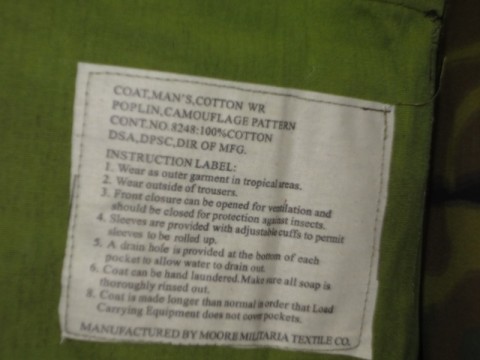 COAT,MAN'S,COTTON WR
POPLIN,CAMOUFLAGE PATTERN
CONT.NO.8248:100%COTTON
DSA,DPSC,DIR OF MFG.
INSTRUCTION LABEL:
1. Wear as outer garment in tropical areas.
2. Wear outside of trousers.
3. Front closure can be opened for ventilation and
should be closed for protection against insects.
4. Sleeves are provided with adjustable cuffs to permit
sleeves to be rolled up.
5. A drain hole is provided at the bottom of each
pocket to allow water to drain out.
6. Coat can be hand laundered.Make sure all soap is
thoroughly rinsed out.
8. Coat is made longer than normal in order that Load
Carrying Equipment does not cover pockets.
MANUFACTURED BY MOORE MILITARIA TEXTILE CO.